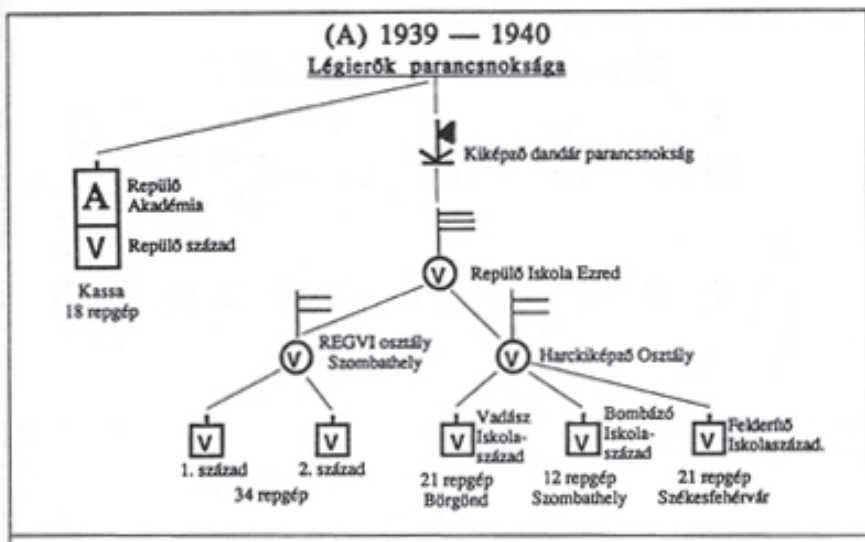 (A) 1939 — 1940
Légierők parancsnoksága
Kiképző dandár parancsnokság
A
Repülő
Akadémia
V
Repülő század
Kassa
18 repgép
V
Repülő Iskola Ezred
V
REGVI osztály
Szombathely
V
Harckiképző Osztály
V
1. század
V
2. század
34 repgép
V
Vadász
Iskola-
század
21 repgép
Börgönd
V
Bombázó
Iskola-
század
12 repgép
Szombathely
V
Felderítő
Iskolaszázad.
21 repgép
Székesfehérvár